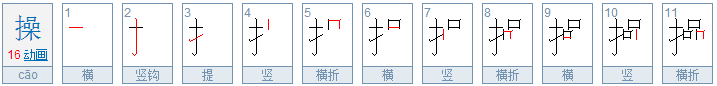 操 1 2 3 4 5 6 7 8 9 10 11
16 动画
cāo 横 竖钩 提 竖 横折 横 竖 横折 横 竖 横折